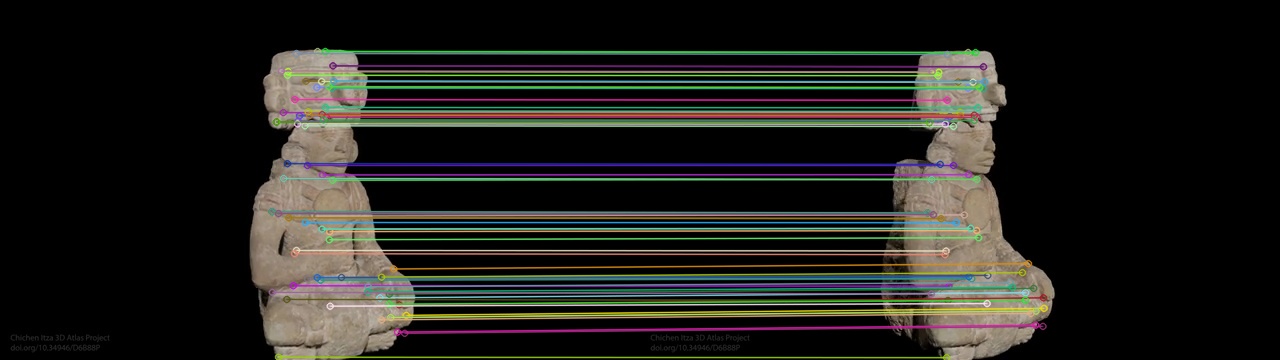 Chichen Itza 3D Atlas Project
doi.org/10.34946/D6B88P
Chichen Itza 3D Atlas Project
doi.org/10.34946/D6B88P